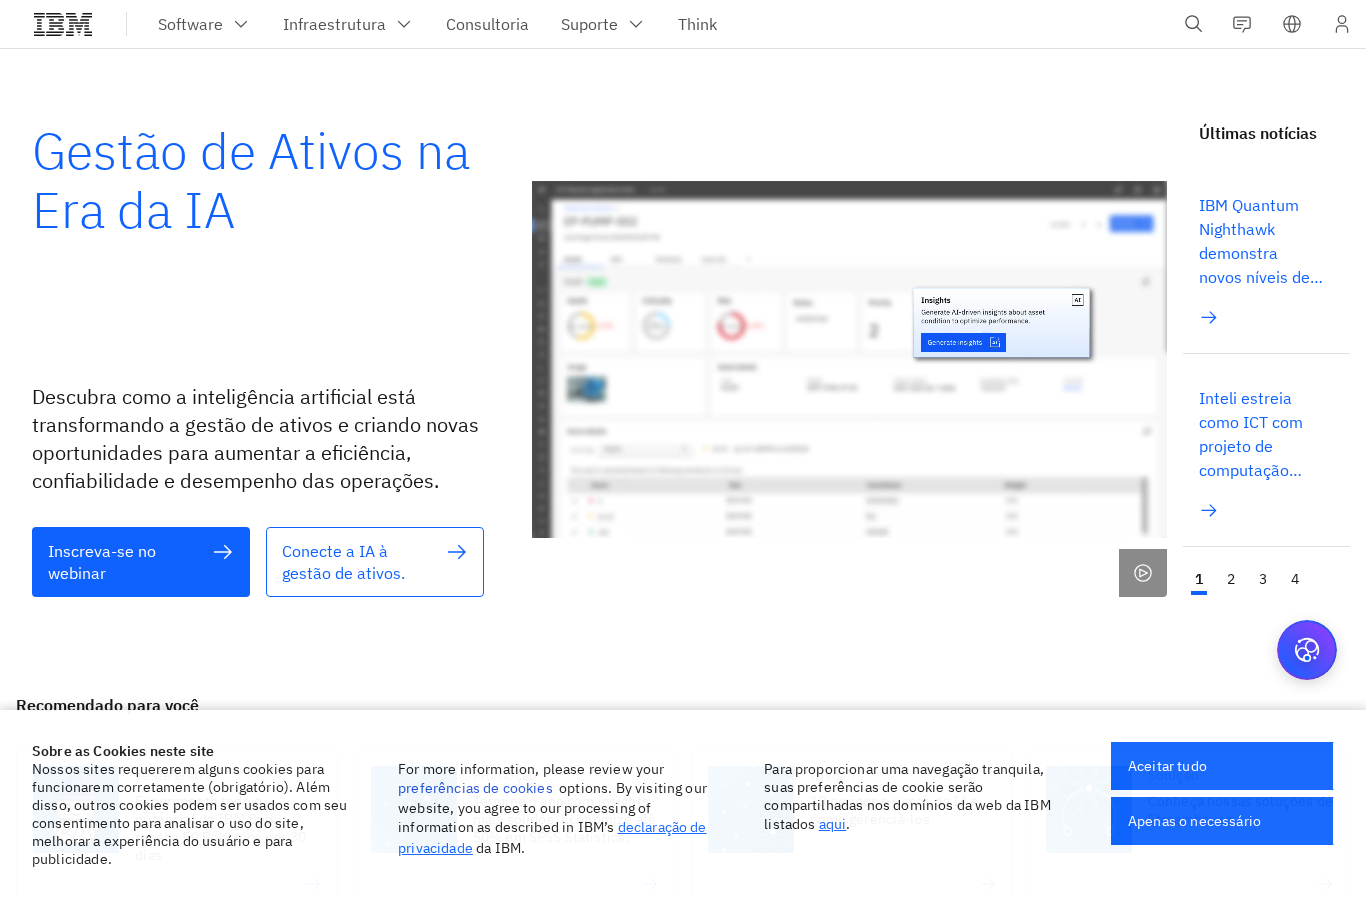 IBM
Software
Infraestrutura
Consultoria
Suporte
Think
Gestão de Ativos na
Era da IA
Descubra como a inteligência artificial está
transformando a gestão de ativos e criando novas
oportunidades para aumentar a eficiência,
confiabilidade e desempenho das operações.
Inscreva-se no
webinar
Conecte a IA à
gestão de ativos.
Insights
AI
Generate AI-driven insights about asset
condition to optimize performance.
Generate insights
Últimas notícias
IBM Quantum
Nighthawk
demonstra
novos níveis de...
Inteli estreia
como ICT com
projeto de
computação...
1 2 3 4
Recomendado para você
Sobre as Cookies neste site
Nossos sites requererem alguns cookies para
funcionarem corretamente (obrigatório). Além
disso, outros cookies podem ser usados com seu
consentimento para analisar o uso do site,
melhorar a experiência do usuário e para
publicidade.
For more information, please review your
preferências de cookies options. By visiting our
website, you agree to our processing of
information as described in IBM’s declaração de
privacidade da IBM.
Para proporcionar uma navegação tranquila,
suas preferências de cookie serão
compartilhadas nos domínios da web da IBM
listados aqui.
Aceitar tudo
Apenas o necessário